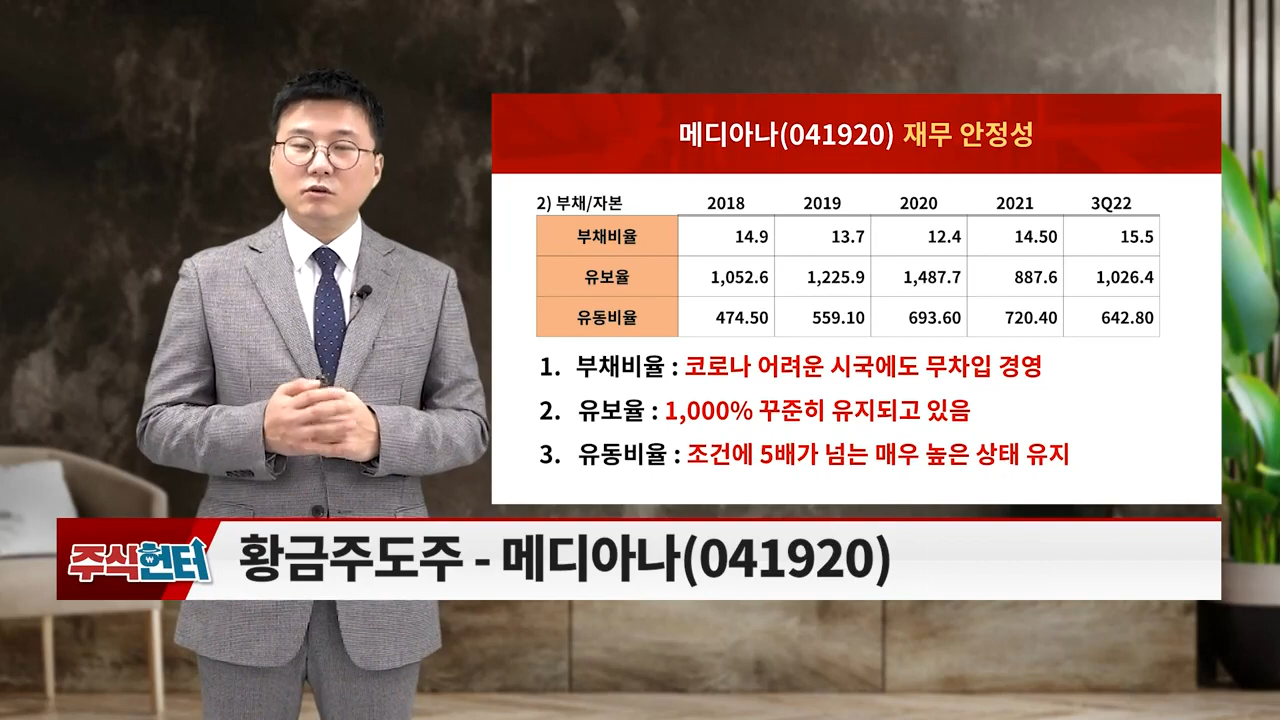 메디아나(041920) 재무 안정성
2) 부채/자본 2018 2019 2020 2021 3Q22
부채비율 14.9 13.7 12.4 14.50 15.5
유보율 1,052.6 1,225.9 1,487.7 887.6 1,026.4
유동비율 474.50 559.10 693.60 720.40 642.80
1. 부채비율 : 코로나 어려운 시국에도 무차입 경영
2. 유보율 : 1,000% 꾸준히 유지되고 있음
3. 유동비율 : 조건에 5배가 넘는 매우 높은 상태 유지
주식헌터 황금주도주 - 메디아나(041920)